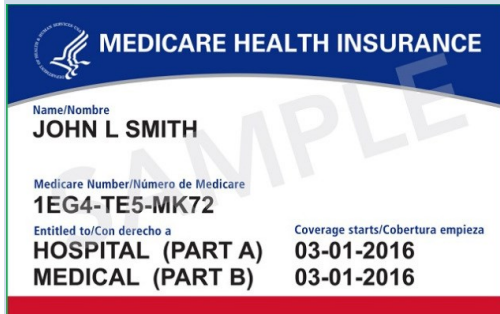 MEDICARE HEALTH INSURANCE
Name/Nombre
JOHN L SMITH
Medicare Number/Número de Medicare
1EG4-TE5-MK72
Entitled to/Con derecho a Coverage starts/Cobertura empieza
HOSPITAL (PART A) 03-01-2016
MEDICAL (PART B) 03-01-2016
SAMPLE